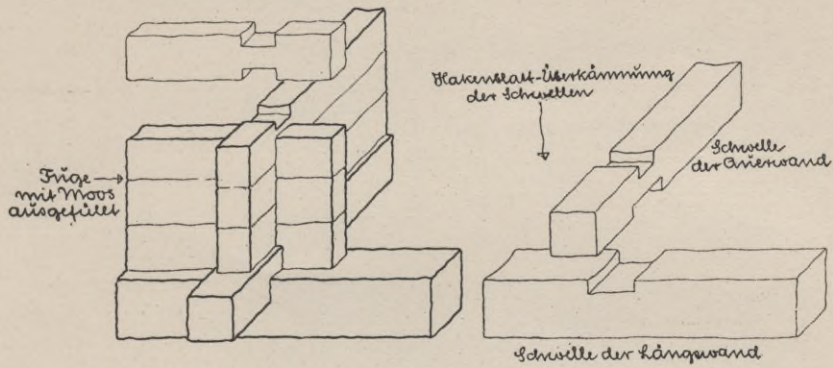 Fuge
mit Moos
ausgefüllt
Hakenblatt-Überkämmung
der Schwellen
Schwelle
der Querwand
Schwelle der Längswand